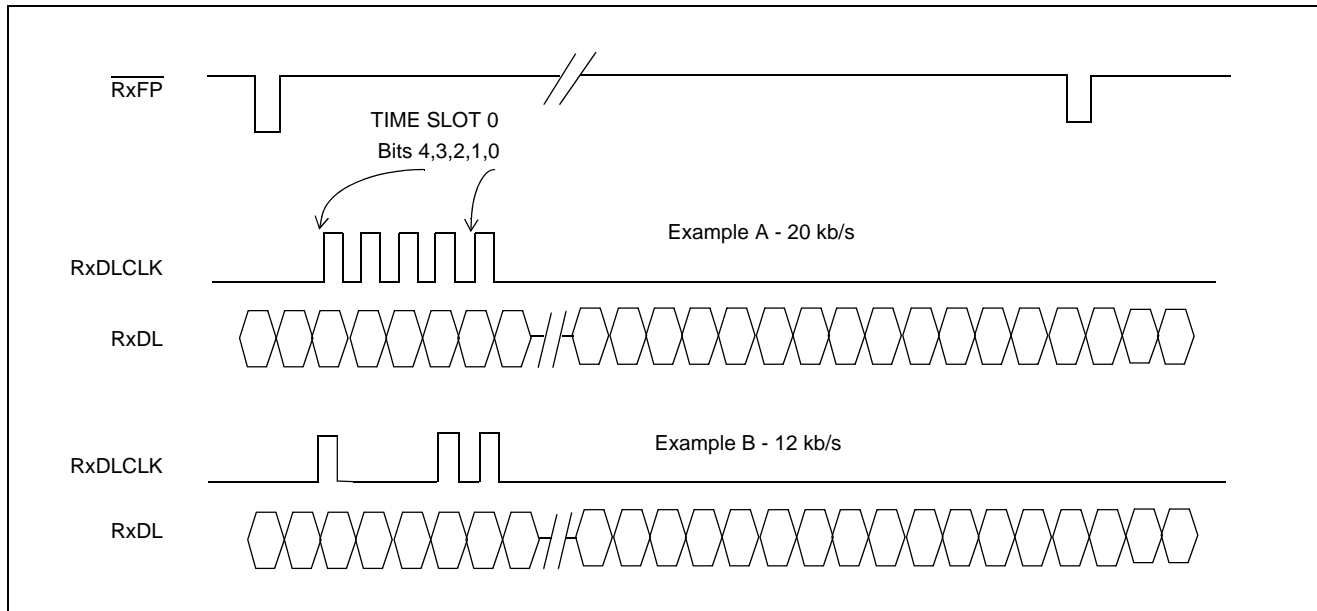 RxFP
TIME SLOT 0
Bits 4,3,2,1,0
Example A - 20 kb/s
RxDLCLK
RxDL
Example B - 12 kb/s
RxDLCLK
RxDL